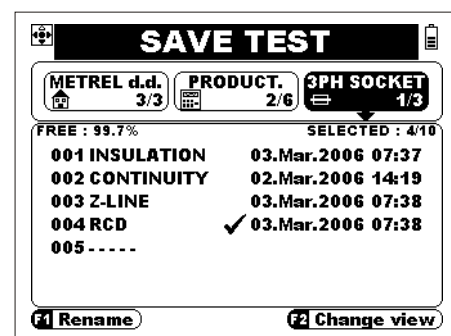 SAVE TEST
METREL d.d. PRODUCT. 3PH SOCKET
3/3 2/6 1/3
FREE : 99.7% SELECTED : 4/10
001 INSULATION 03.Mar.2006 07:37
002 CONTINUITY 02.Mar.2006 14:19
003 Z-LINE 03.Mar.2006 07:38
004 RCD 03.Mar.2006 07:38
005 - - - - -
F1 Rename F2 Change view